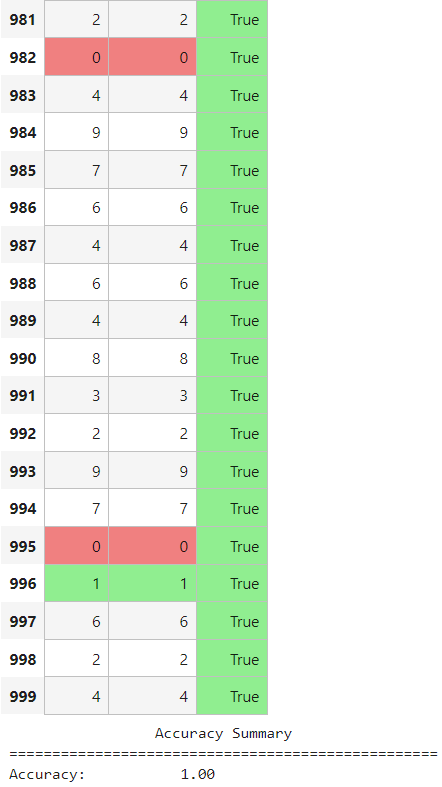 981 2 2 True
982 0 0 True
983 4 4 True
984 9 9 True
985 7 7 True
986 6 6 True
987 4 4 True
988 6 6 True
989 4 4 True
990 8 8 True
991 3 3 True
992 2 2 True
993 9 9 True
994 7 7 True
995 0 0 True
996 1 1 True
997 6 6 True
998 2 2 True
999 4 4 True
Accuracy Summary
==================================================
Accuracy: 1.00